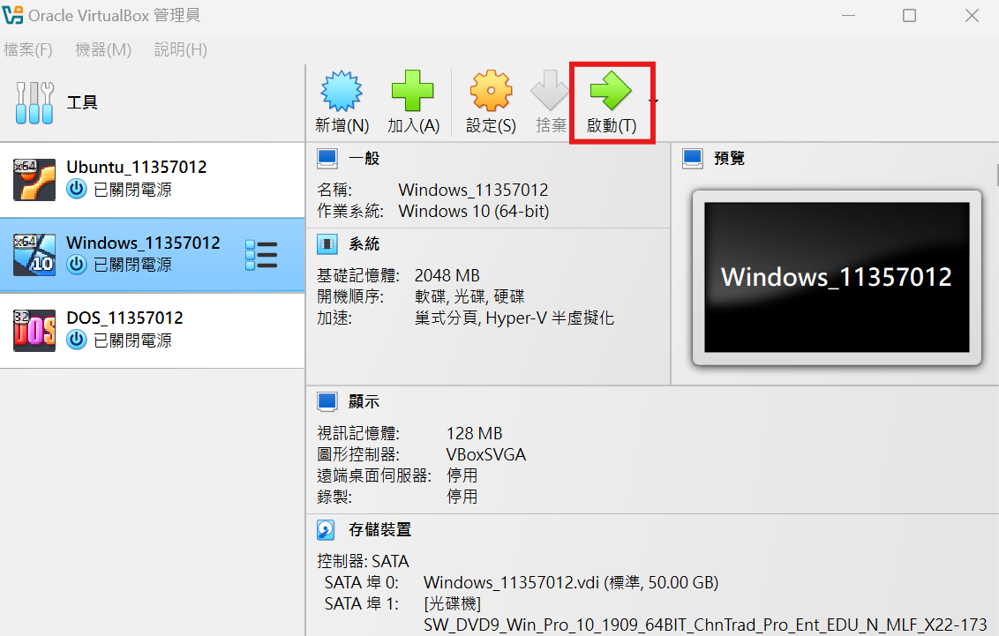 Oracle VirtualBox 管理員
檔案(F) 機器(M) 說明(H)
工具
新增(N) 加入(A) 設定(S) 捨棄 啟動(T)
x64
Ubuntu_11357012
已關閉電源
x64
10
Windows_11357012
已關閉電源
32
DOS
DOS_11357012
已關閉電源
一般
名稱: Windows_11357012
作業系統: Windows 10 (64-bit)
系統
基礎記憶體: 2048 MB
開機順序: 軟碟, 光碟, 硬碟
加速: 巢式分頁, Hyper-V 半虛擬化
預覽
Windows_11357012
顯示
視訊記憶體: 128 MB
圖形控制器: VBoxSVGA
遠端桌面伺服器: 停用
錄製: 停用
存儲裝置
控制器: SATA
SATA 埠 0: Windows_11357012.vdi (標準, 50.00 GB)
SATA 埠 1: [光碟機]
SW_DVD9_Win_Pro_10_1909_64BIT_ChnTrad_Pro_Ent_EDU_N_MLF_X22-173